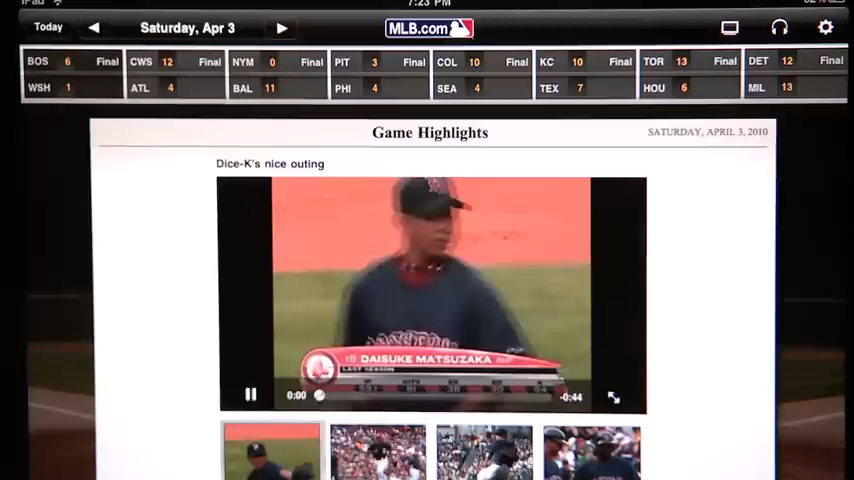 iPad 7:23 PM
Today Saturday, Apr 3 MLB.com
BOS 6 Final CWS 12 Final NYM 0 Final PIT 3 Final COL 10 Final KC 10 Final TOR 13 Final DET 12 Final
WSH 1 ATL 4 BAL 11 PHI 4 SEA 4 TEX 7 HOU 6 MIL 13
Game Highlights SATURDAY, APRIL 3, 2010
Dice-K's nice outing
DAISUKE MATSUZAKA RHP
LAST SEASON
0:00 -0:44